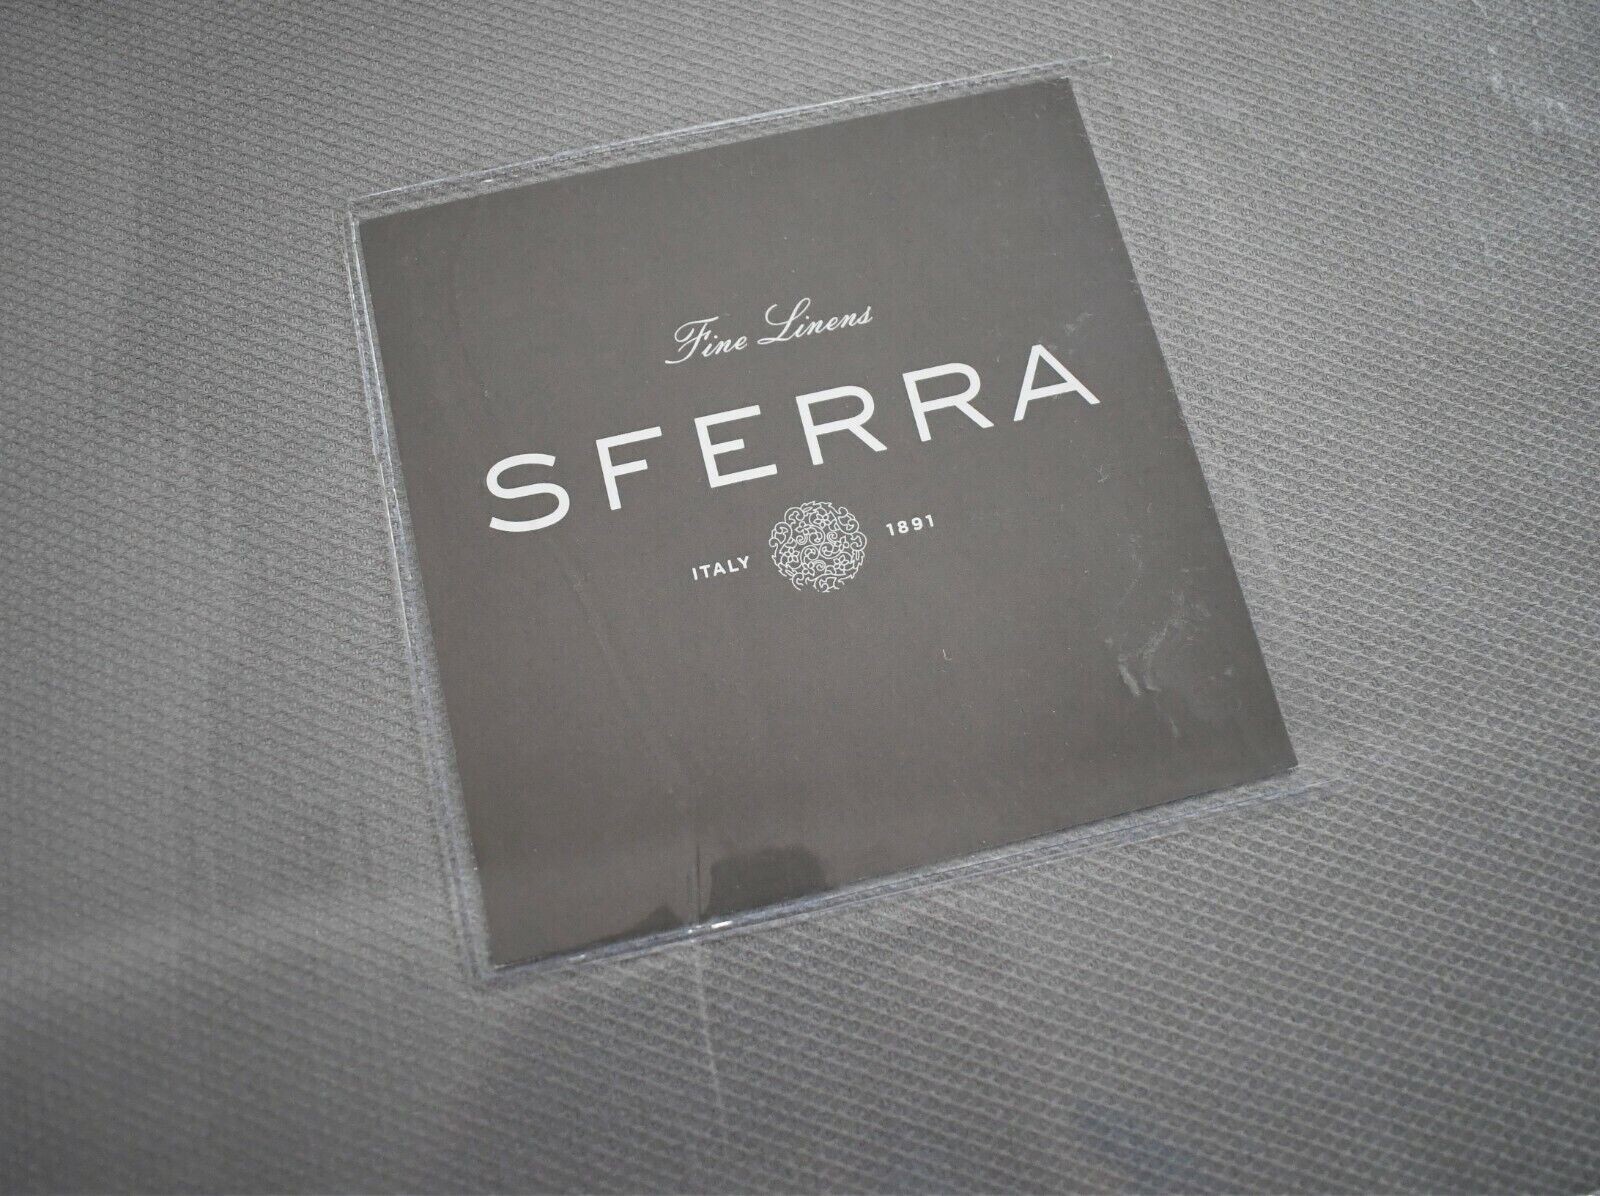 Fine Linens
SFERRA
ITALY 1891